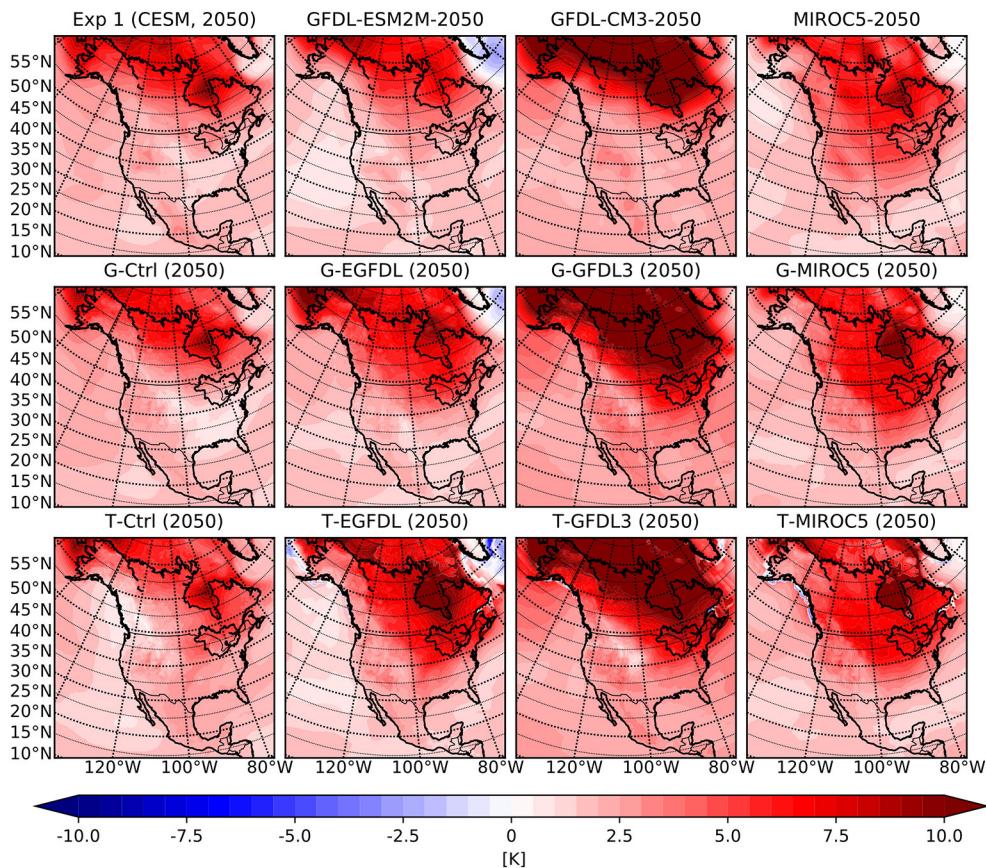 Exp 1 (CESM, 2050) GFDL-ESM2M-2050 GFDL-CM3-2050 MIROC5-2050
55°N
50°N
45°N
40°N
35°N
30°N
25°N
20°N
15°N
10°N
G-Ctrl (2050) G-EGFDL (2050) G-GFDL3 (2050) G-MIROC5 (2050)
55°N
50°N
45°N
40°N
35°N
30°N
25°N
20°N
15°N
10°N
T-Ctrl (2050) T-EGFDL (2050) T-GFDL3 (2050) T-MIROC5 (2050)
55°N
50°N
45°N
40°N
35°N
30°N
25°N
20°N
15°N
10°N
120°W 100°W 80°W 120°W 100°W 80°W 120°W 100°W 80°W 120°W 100°W 80°W
-10.0 -7.5 -5.0 -2.5 0 2.5 5.0 7.5 10.0
[K]